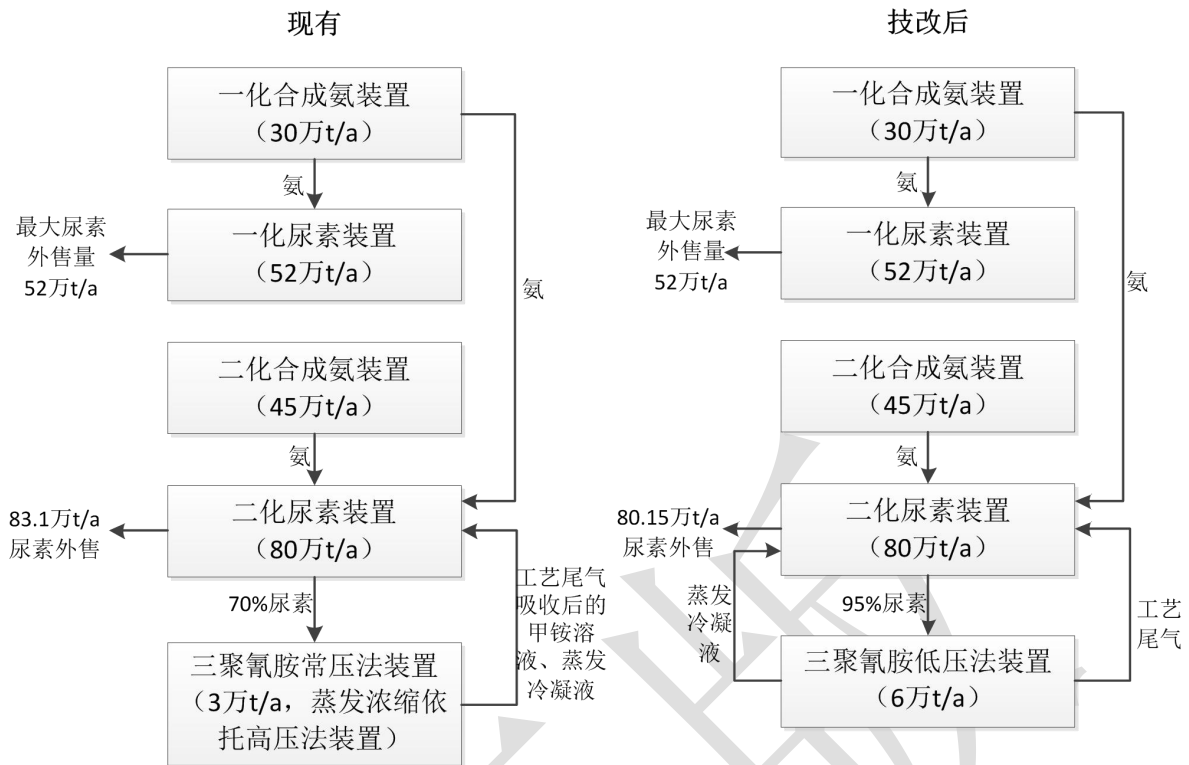 现有
一化合成氨装置
（30万t/a）
氨
一化尿素装置
（52万t/a）
最大尿素
外售量
52万t/a
氨
二化合成氨装置
（45万t/a）
氨
二化尿素装置
（80万t/a）
83.1万t/a
尿素外售
70%尿素
工艺尾气
吸收后的
甲铵溶
液、蒸发
冷凝液
三聚氰胺常压法装置
（3万t/a，蒸发浓缩依
托高压法装置）
技改后
一化合成氨装置
（30万t/a）
氨
一化尿素装置
（52万t/a）
最大尿素
外售量
52万t/a
氨
二化合成氨装置
（45万t/a）
氨
二化尿素装置
（80万t/a）
80.15万t/a
尿素外售
蒸发
冷凝
液
95%尿素
工艺
尾气
三聚氰胺低压法装置
（6万t/a）